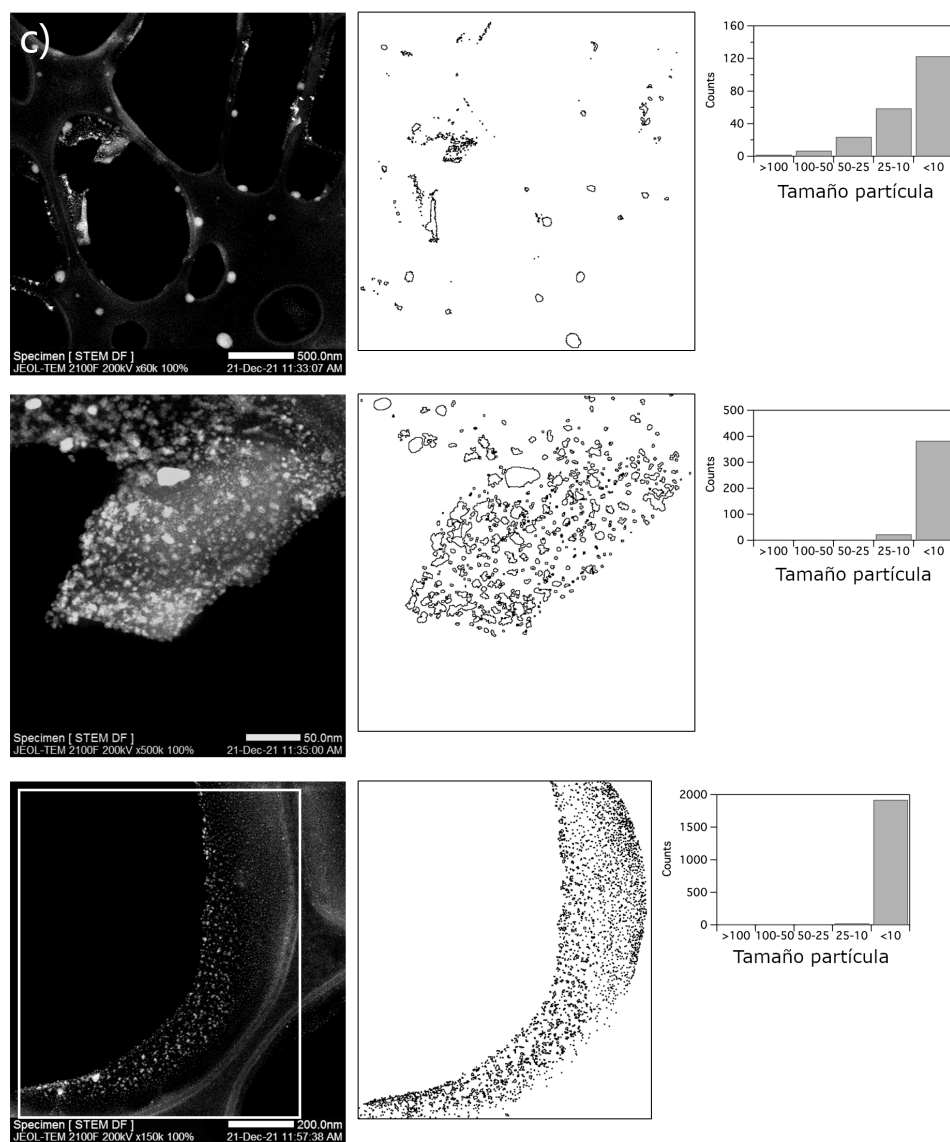 c)
Specimen [ STEM DF ] 500.0nm
JEOL-TEM 2100F 200kV x60k 100% 21-Dec-21 11:33:07 AM
160
120
80
40
0
Counts
>100 100-50 50-25 25-10 <10
Tamaño partícula
Specimen [ STEM DF ] 50.0nm
JEOL-TEM 2100F 200kV x500k 100% 21-Dec-21 11:35:00 AM
500
400
300
200
100
0
Counts
>100 100-50 50-25 25-10 <10
Tamaño partícula
Specimen [ STEM DF ] 200.0nm
JEOL-TEM 2100F 200kV x150k 100% 21-Dec-21 11:57:38 AM
2000
1500
1000
500
0
Counts
>100 100-50 50-25 25-10 <10
Tamaño partícula